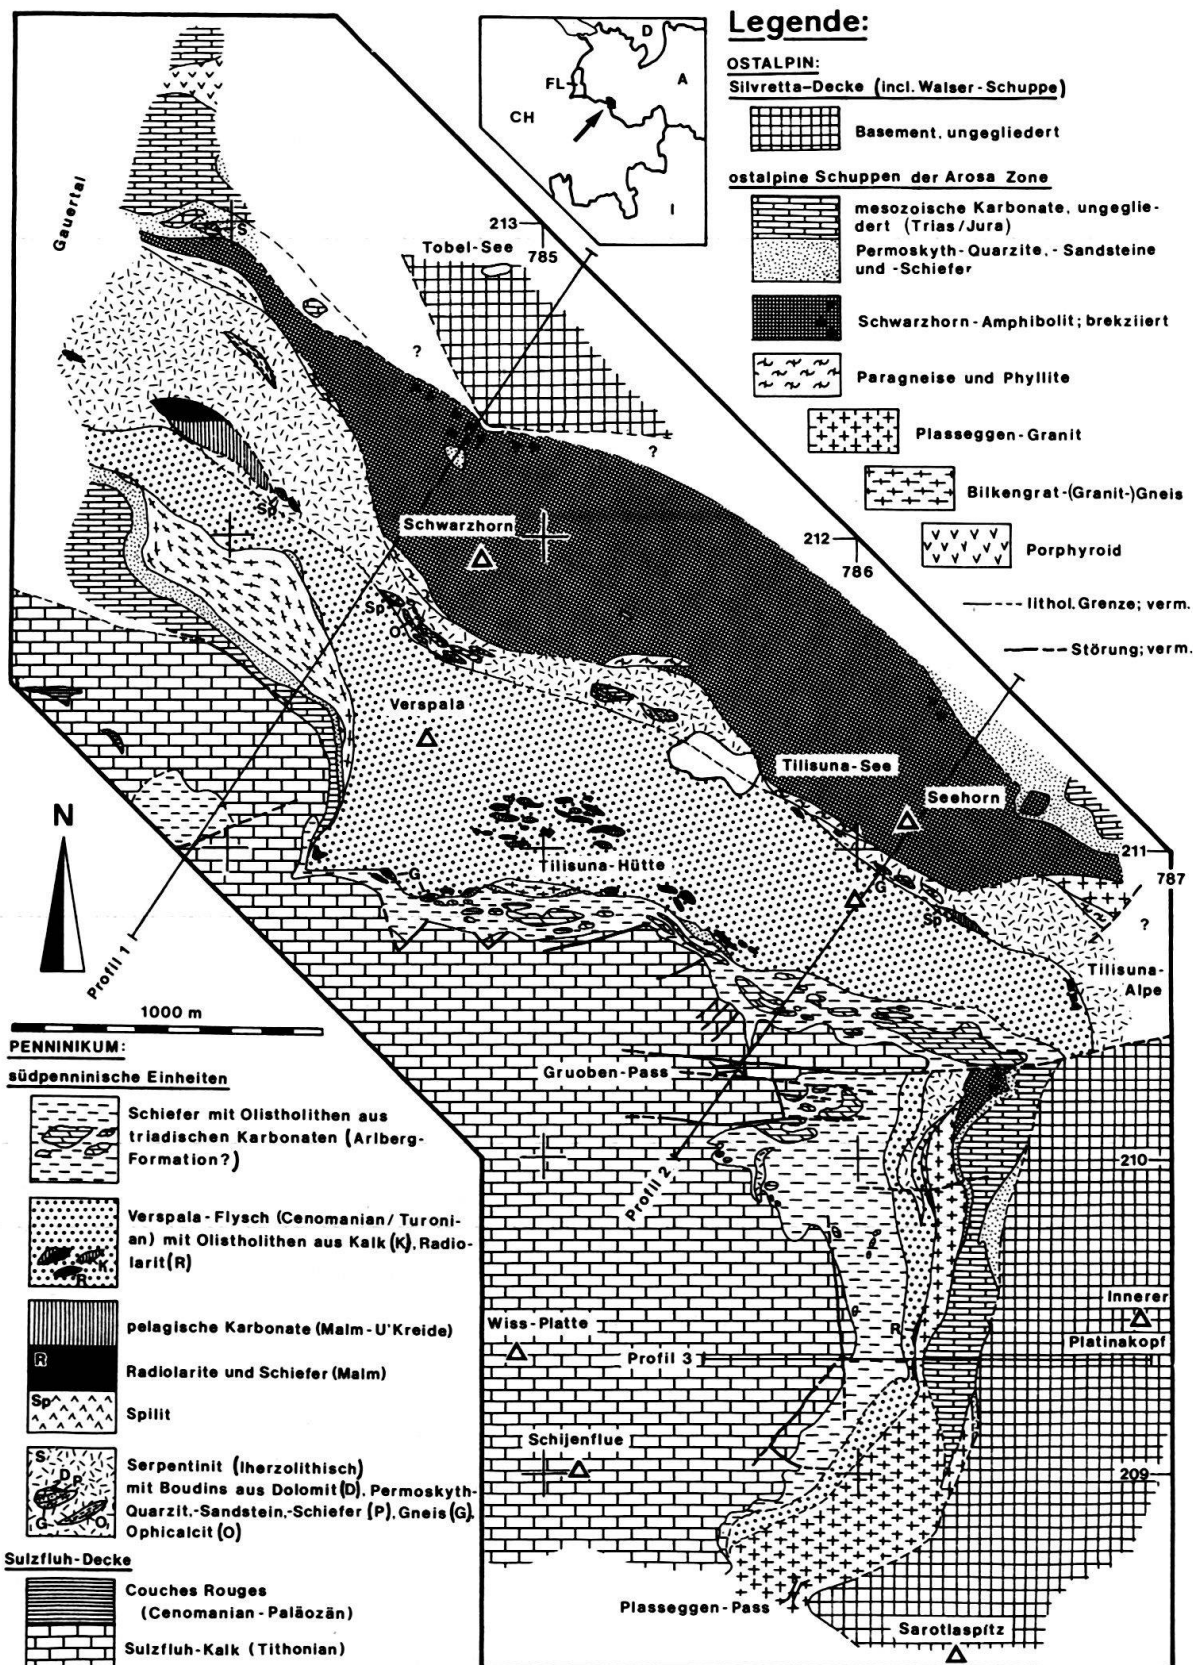 Legende:
OSTALPIN:
Silvretta-Decke (incl. Walser-Schuppe)
Basement, ungegliedert
ostalpine Schuppen der Arosa Zone
mesozoische Karbonate, ungeglie-
dert (Trias/Jura)
Permoskyth-Quarzite,-Sandsteine
und -Schiefer
Schwarzhorn-Amphibolit; brekziiert
Paragneise und Phyllite
Plasseggen-Granit
Bilkengrat-(Granit-)Gneis
Porphyroid
lithol. Grenze; verm.
Störung; verm.
D
FL
A
CH
I
Gauertal
S
213
785
Tobel-See
?
?
?
Sp
Schwarzhorn
212
786
Sp
O
Verspala
Tilisuna-See
Seehorn
N
Tilisuna-Hütte
G
G
Sp
211
787
?
Tilisuna-
Alpe
Profil 1
1000 m
Gruoben-Pass
Profil 2
210
Innerer
Platinakopf
Wiss-Platte
R
Profil 3
Schijenflue
209
Plasseggen-Pass
Sarotlaspitz
PENNINIKUM:
südpenninische Einheiten
Schiefer mit Olistholithen aus
triadischen Karbonaten (Arlberg-
Formation?)
Verspala-Flysch (Cenomanian/Turoni-
an) mit Olistholithen aus Kalk (K), Radio-
larit (R)
K
R
pelagische Karbonate (Malm-U'Kreide)
R
Radiolarite und Schiefer (Malm)
Sp
Spilit
S
D
P
G
O
Serpentinit (lherzolithisch)
mit Boudins aus Dolomit (D), Permoskyth-
Quarzit,-Sandstein,-Schiefer (P), Gneis (G),
Ophicalcit (O)
Sulzfluh-Decke
Couches Rouges
(Cenomanian-Paläozän)
Sulzfluh-Kalk (Tithonian)